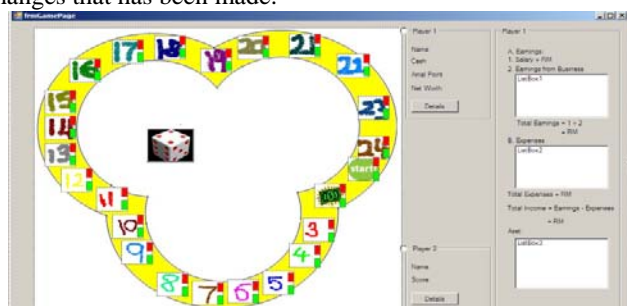 changes that has been made.
frmGamePage
17
18
19
20
21
22
23
24
start
16
15
14
13
12
11
10
9
8
7
6
5
4
3
Player 1
Name
Cash
Amal Point
Net Worth
Details
Player 2
Name
Score
Details
Player 1
A. Earnings:
1. Salary = RM
2. Earnings from Business
ListBox1
Total Earnings = 1 + 2
= RM
B. Expenses
ListBox2
Total Expenses = RM
Total Income = Earnings - Expenses
= RM
Aset
ListBox3